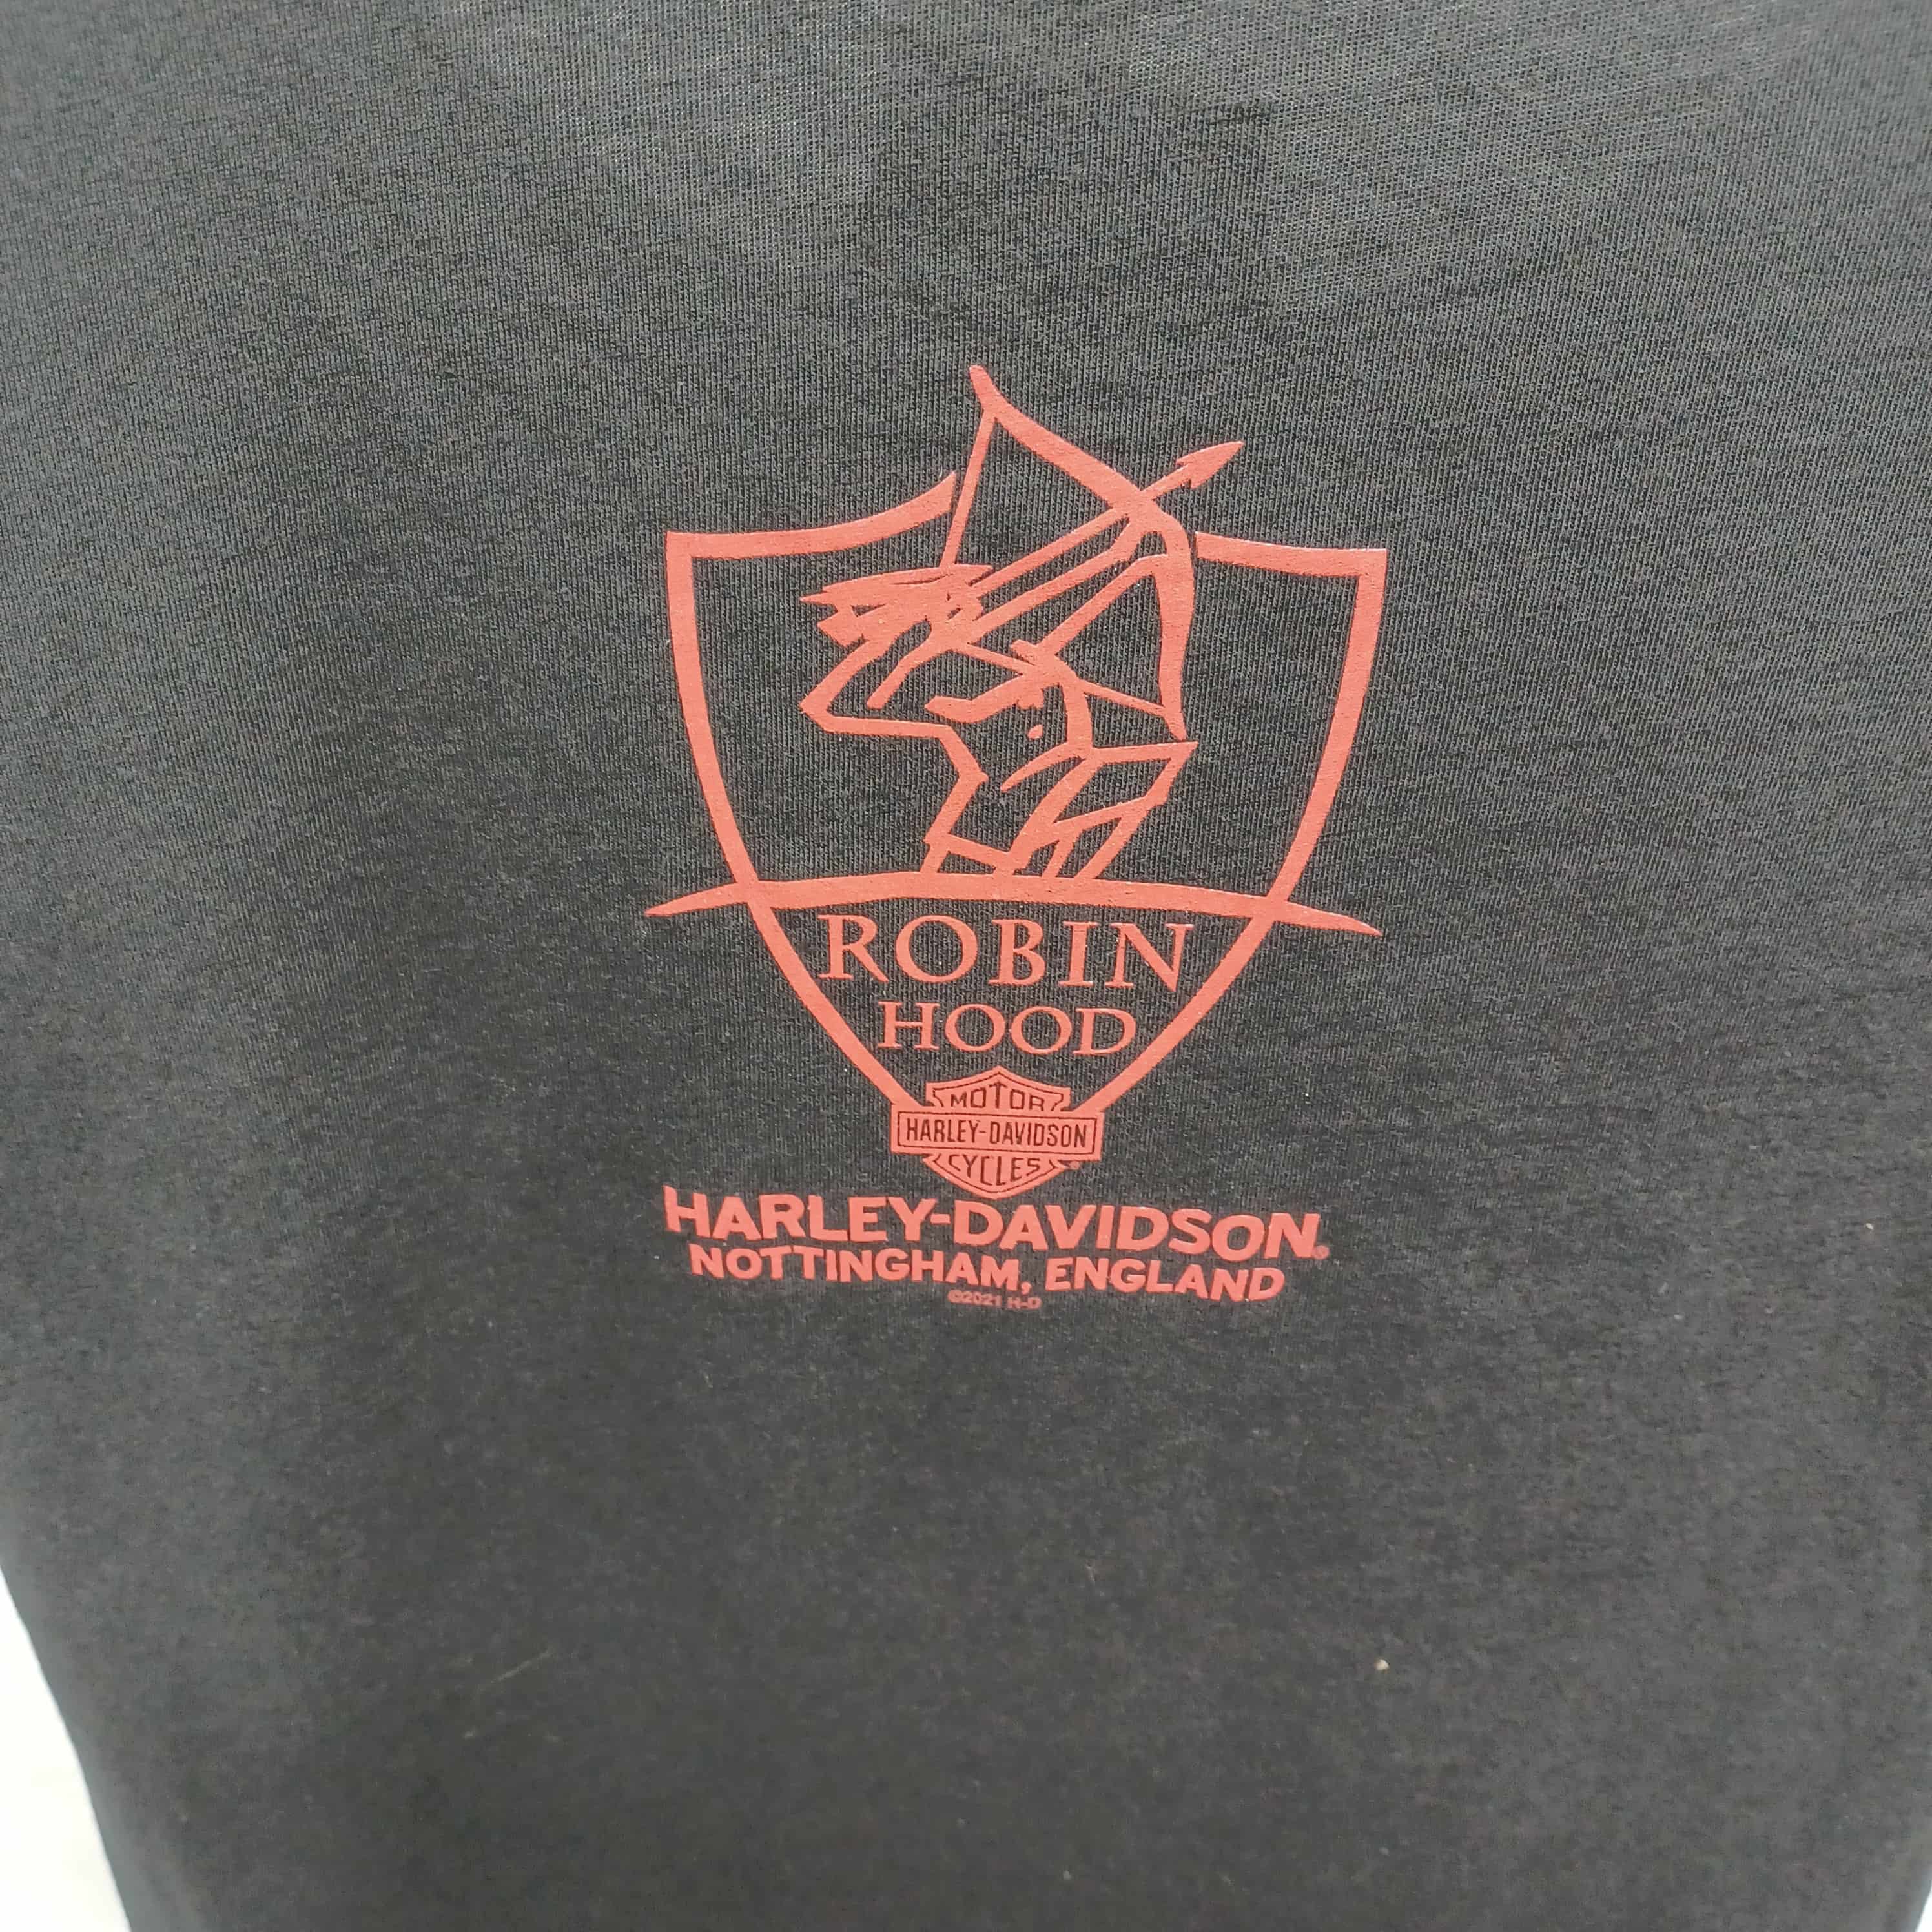 ROBIN
HOOD
MOTOR
HARLEY-DAVIDSON
CYCLES
HARLEY-DAVIDSON®
NOTTINGHAM, ENGLAND
©2021 H-D